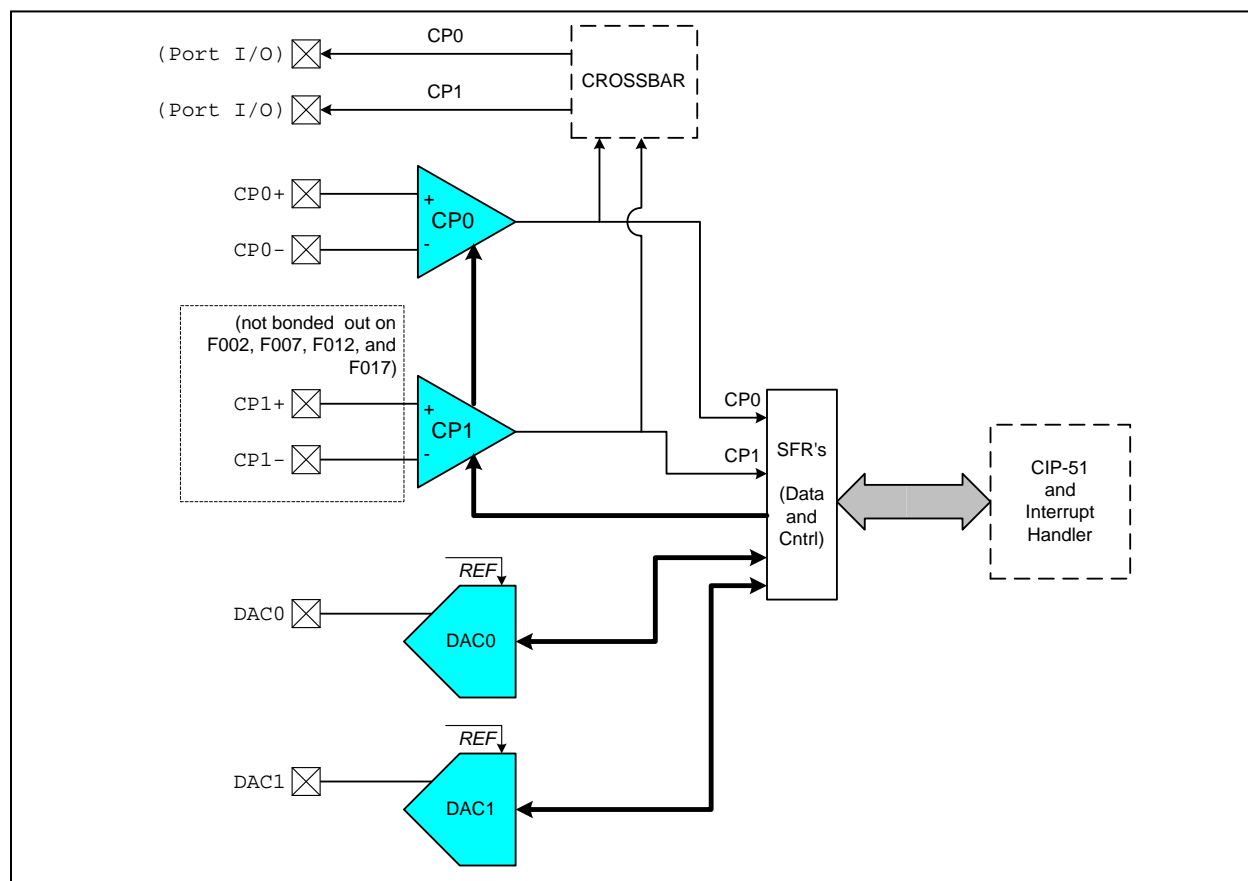 (Port I/O)
CP0
CROSSBAR
(Port I/O)
CP1
CP0+
+
CP0
CP0-
-
(not bonded out on
F002, F007, F012, and
F017)
CP1+
+
CP1
CP1-
-
CP0
CP1
SFR's
(Data
and
Cntrl)
CIP-51
and
Interrupt
Handler
REF
DAC0
DAC0
REF
DAC1
DAC1